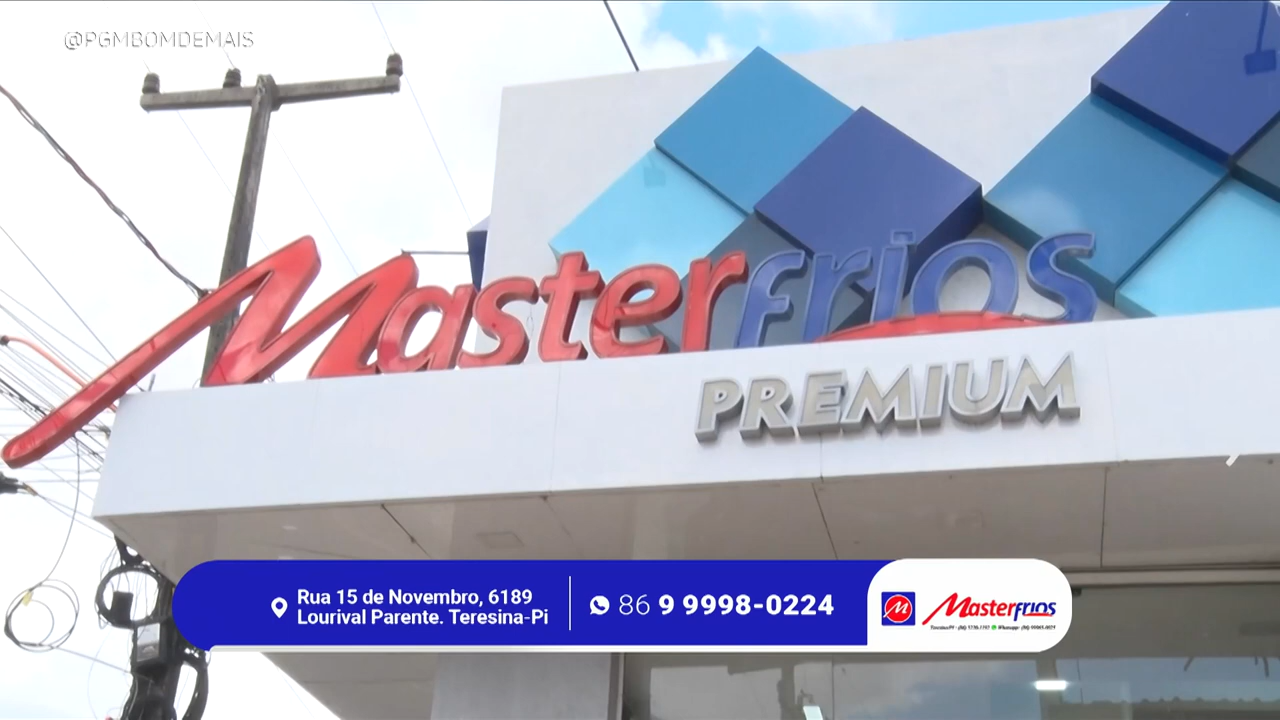 @PGMBOMDEMAIS
Masterfrios
PREMIUM
Rua 15 de Novembro, 6189
Lourival Parente. Teresina-Pi
86 9 9998-0224
Masterfrios